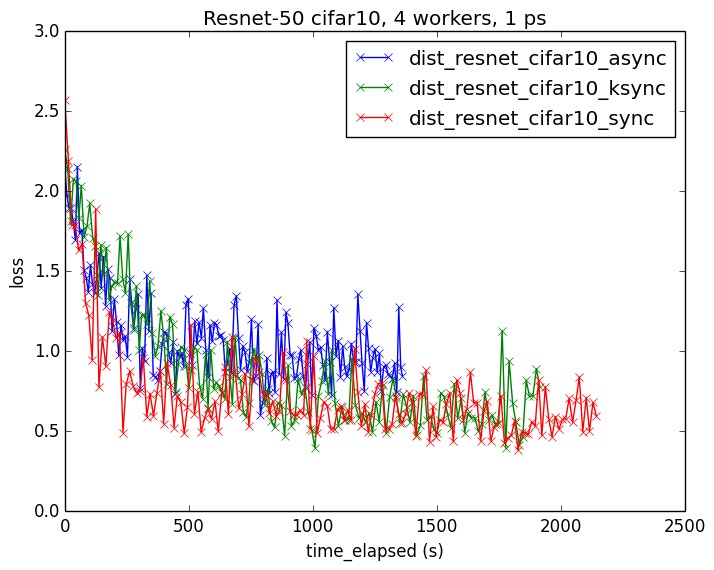 Resnet-50 cifar10, 4 workers, 1 ps
3.0
2.5
2.0
1.5
1.0
0.5
0.0
loss
dist_resnet_cifar10_async
dist_resnet_cifar10_ksync
dist_resnet_cifar10_sync
0 500 1000 1500 2000 2500
time_elapsed (s)